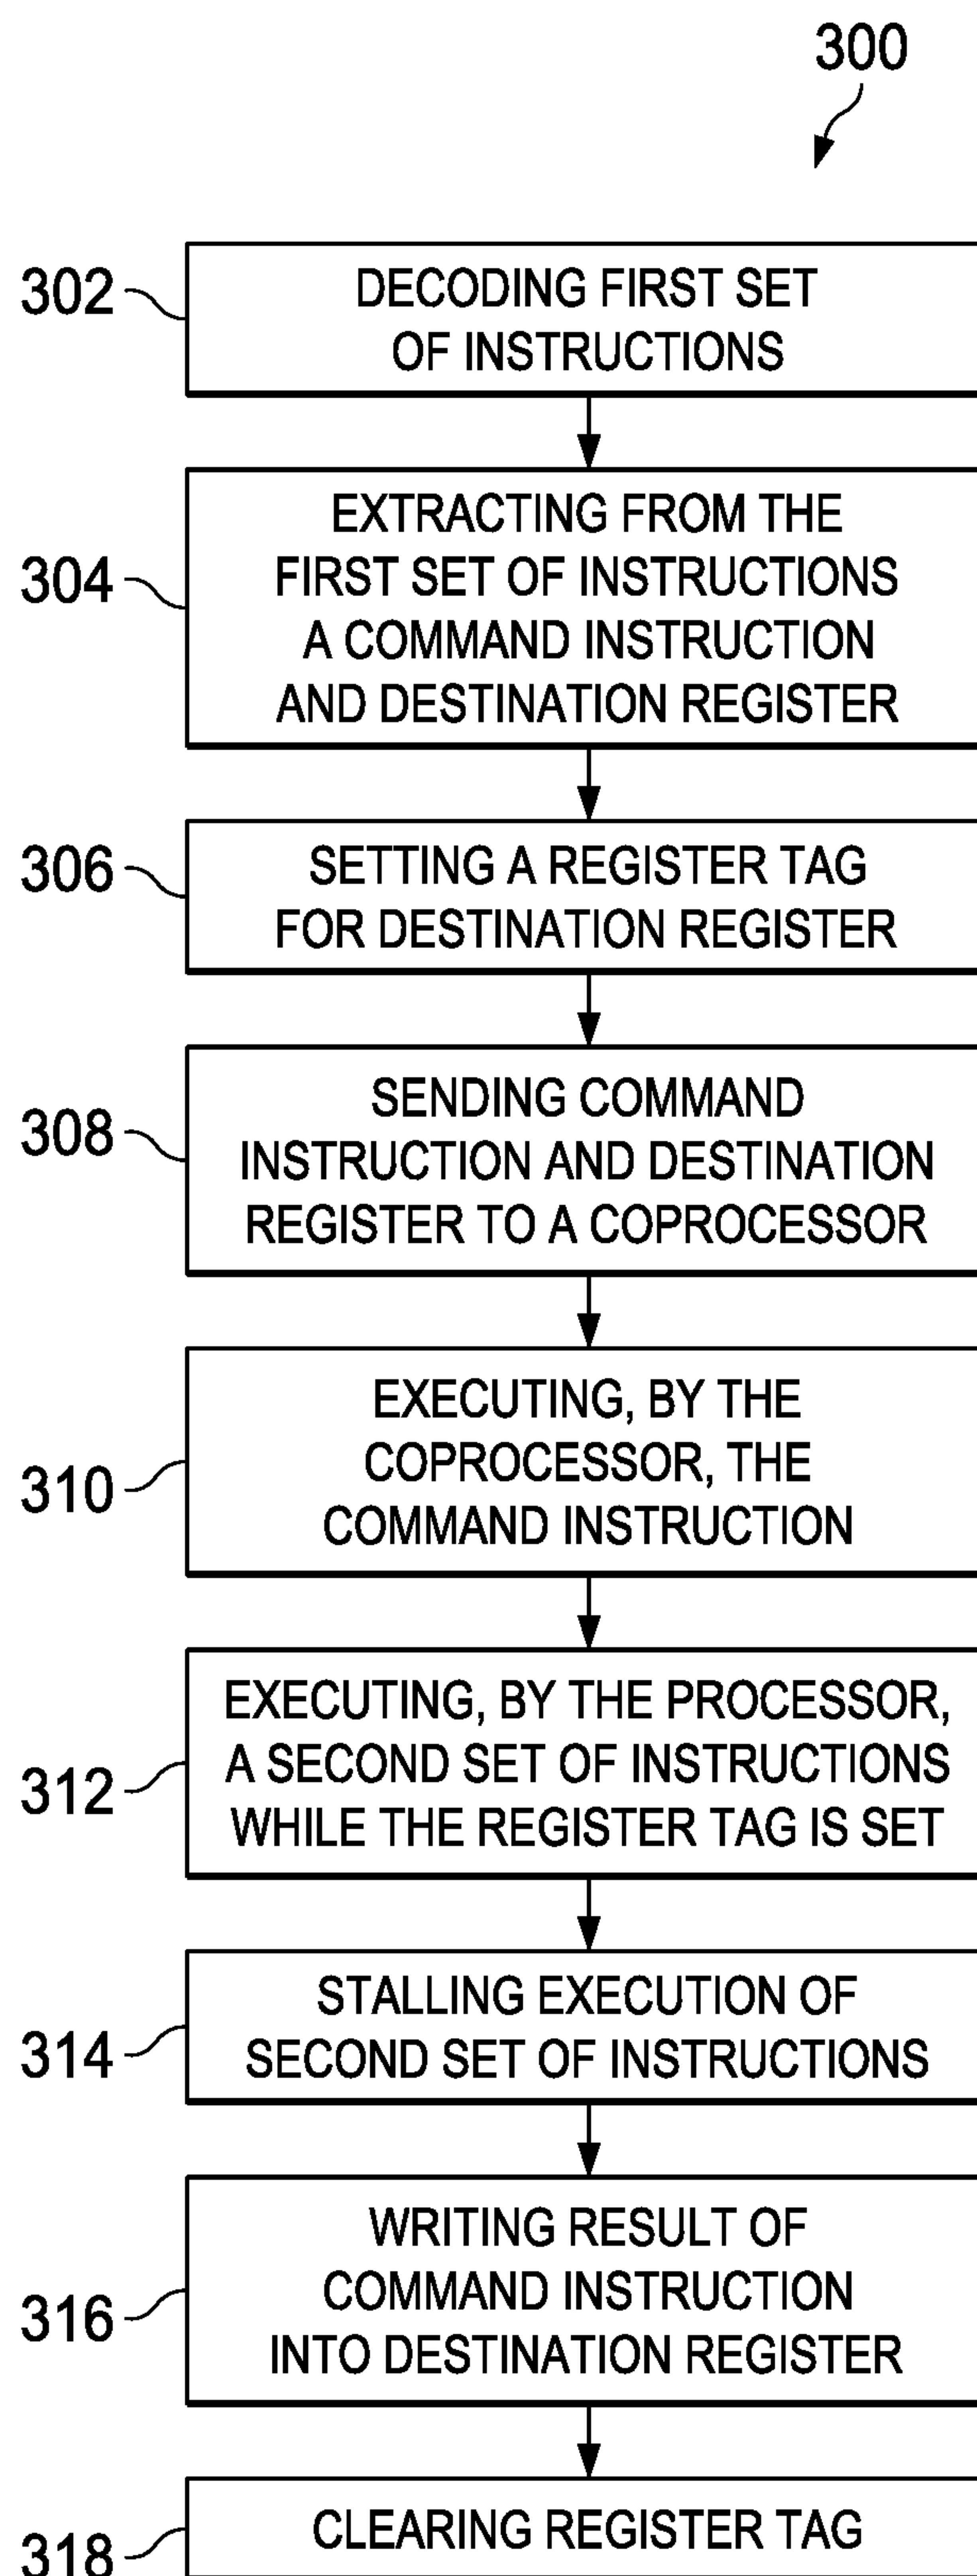 300
302
DECODING FIRST SET
OF INSTRUCTIONS
304
EXTRACTING FROM THE
FIRST SET OF INSTRUCTIONS
A COMMAND INSTRUCTION
AND DESTINATION REGISTER
306
SETTING A REGISTER TAG
FOR DESTINATION REGISTER
308
SENDING COMMAND
INSTRUCTION AND DESTINATION
REGISTER TO A COPROCESSOR
310
EXECUTING, BY THE
COPROCESSOR, THE
COMMAND INSTRUCTION
312
EXECUTING, BY THE PROCESSOR,
A SECOND SET OF INSTRUCTIONS
WHILE THE REGISTER TAG IS SET
314
STALLING EXECUTION OF
SECOND SET OF INSTRUCTIONS
316
WRITING RESULT OF
COMMAND INSTRUCTION
INTO DESTINATION REGISTER
318
CLEARING REGISTER TAG